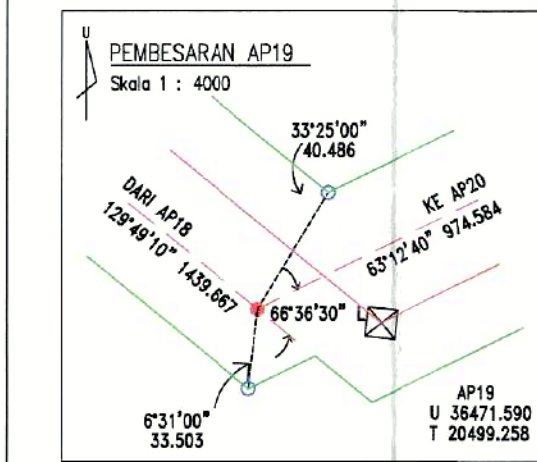 U
PEMBESARAN AP19
Skala 1 : 4000
33°25'00"
40.486
DARI AP18
129°49'10" 1439.667
KE AP20
63°12'40" 974.584
66°36'30"
L
6°31'00"
33.503
AP19
U 36471.590
T 20499.258